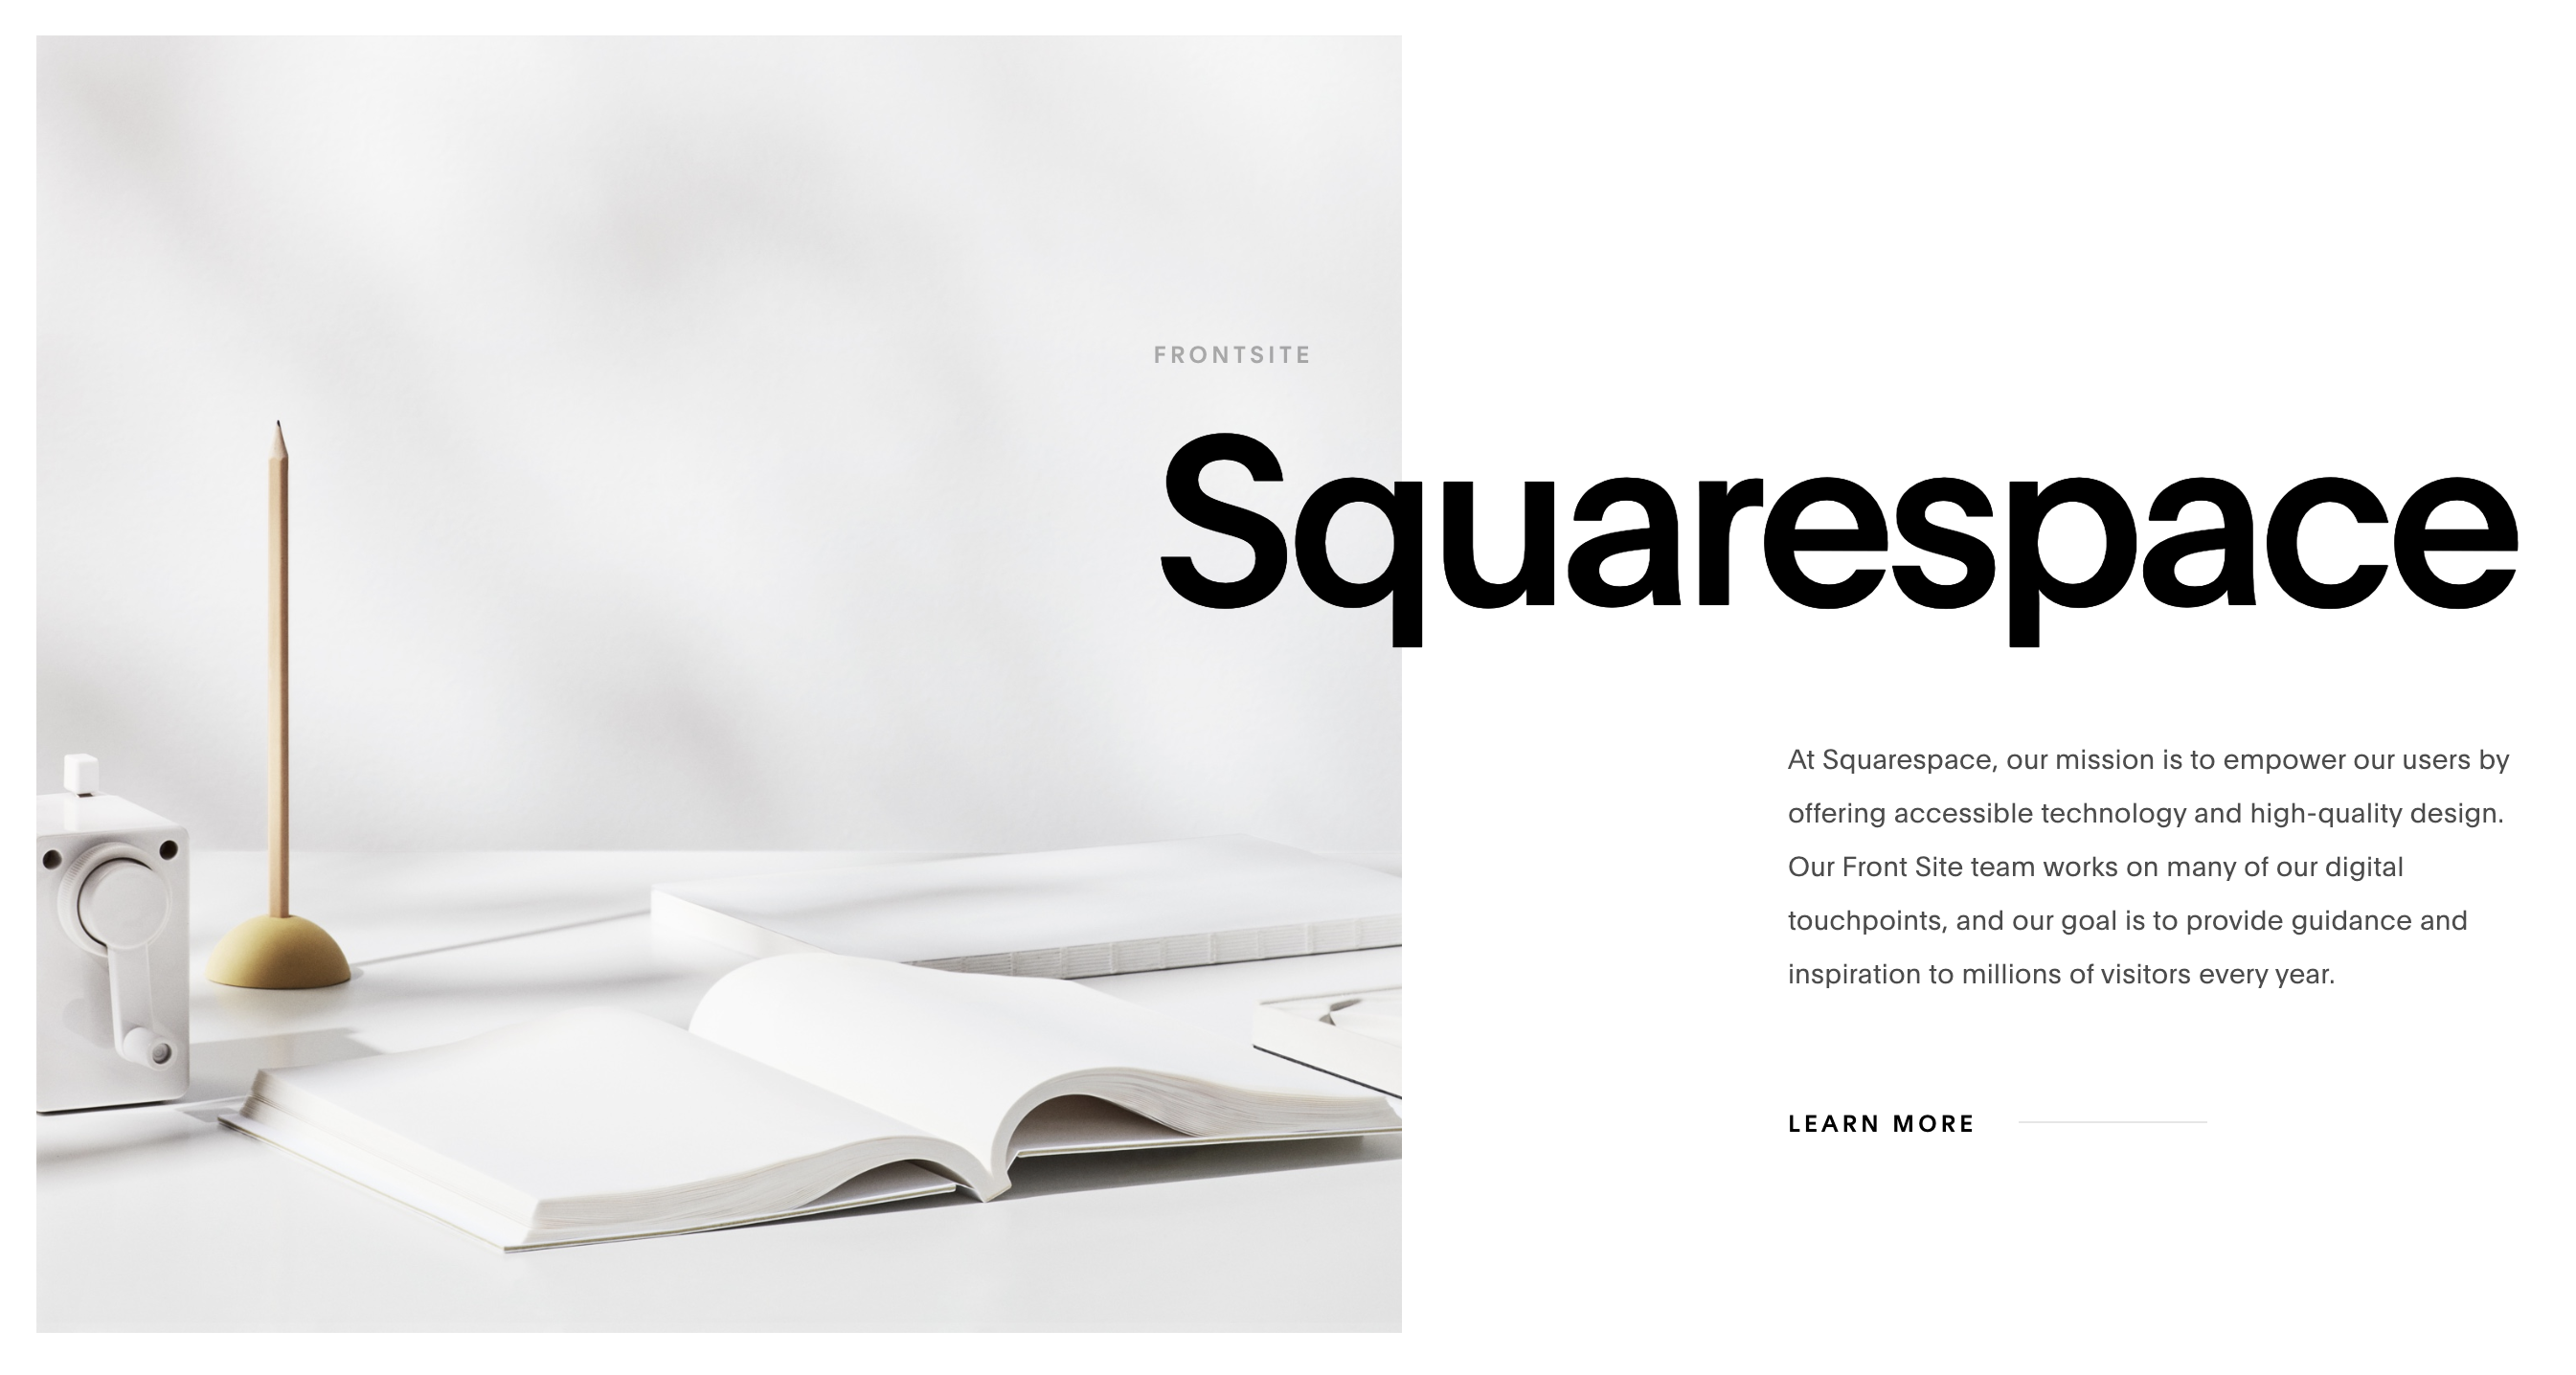 FRONTSITE
Squarespace
At Squarespace, our mission is to empower our users by
offering accessible technology and high-quality design.
Our Front Site team works on many of our digital
touchpoints, and our goal is to provide guidance and
inspiration to millions of visitors every year.
LEARN MORE